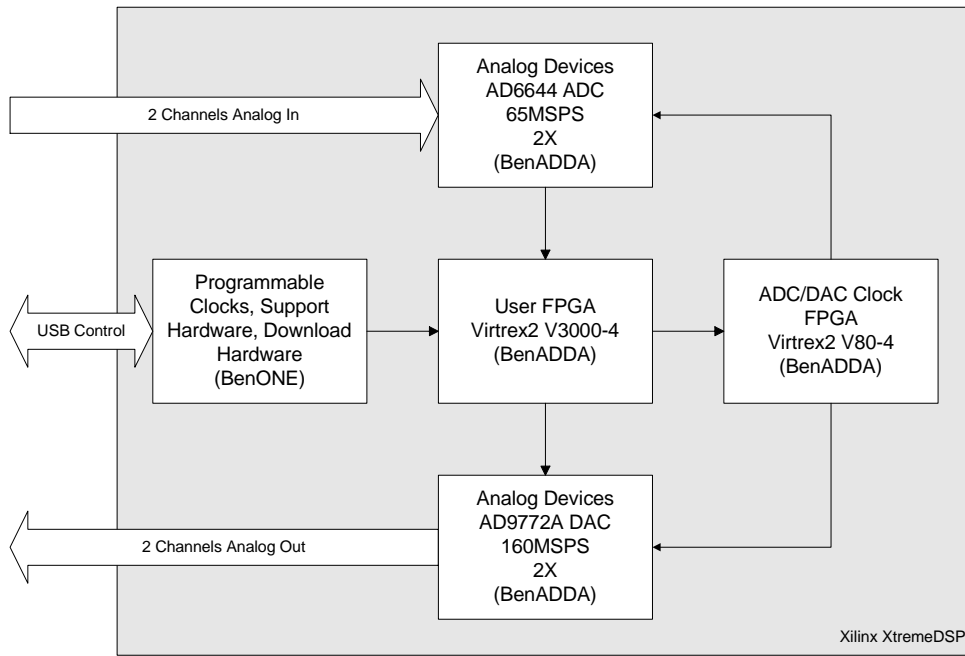 Analog Devices
AD6644 ADC
65MSPS
2X
(BenADDA)
2 Channels Analog In
USB Control
Programmable
Clocks, Support
Hardware, Download
Hardware
(BenONE)
User FPGA
Virtrex2 V3000-4
(BenADDA)
ADC/DAC Clock
FPGA
Virtrex2 V80-4
(BenADDA)
Analog Devices
AD9772A DAC
160MSPS
2X
(BenADDA)
2 Channels Analog Out
Xilinx XtremeDSP